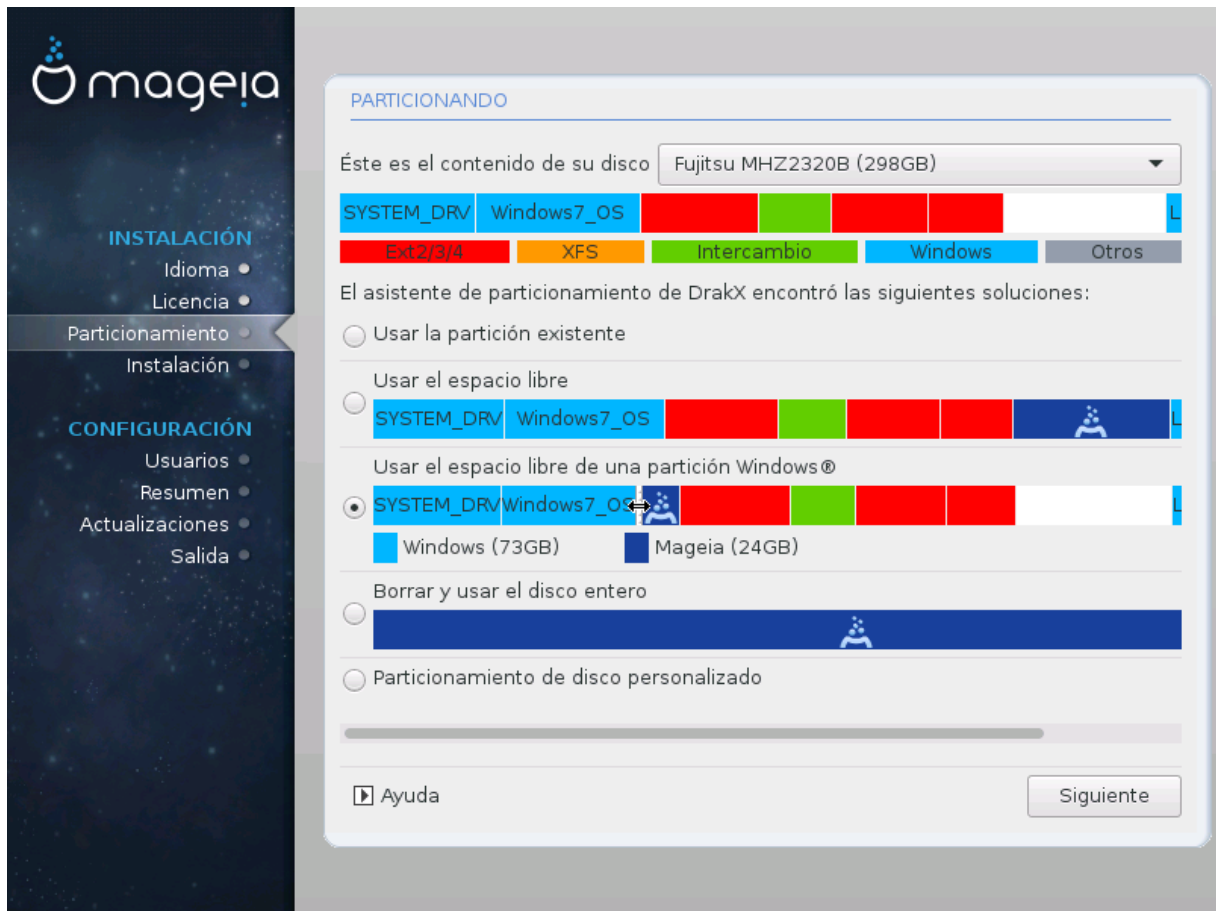 mageia
INSTALACIÓN
Idioma
Licencia
Particionamiento
Instalación
CONFIGURACIÓN
Usuarios
Resumen
Actualizaciones
Salida
PARTICIONANDO
Éste es el contenido de su disco Fujitsu MHZ2320B (298GB)
SYSTEM_DRV Windows7_OS L
Ext2/3/4 XFS Intercambio Windows Otros
El asistente de particionamiento de DrakX encontró las siguientes soluciones:
Usar la partición existente
Usar el espacio libre
SYSTEM_DRV Windows7_OS L
Usar el espacio libre de una partición Windows®
SYSTEM_DRV Windows7_OS L
Windows (73GB) Mageia (24GB)
Borrar y usar el disco entero
Particionamiento de disco personalizado
Ayuda Siguiente